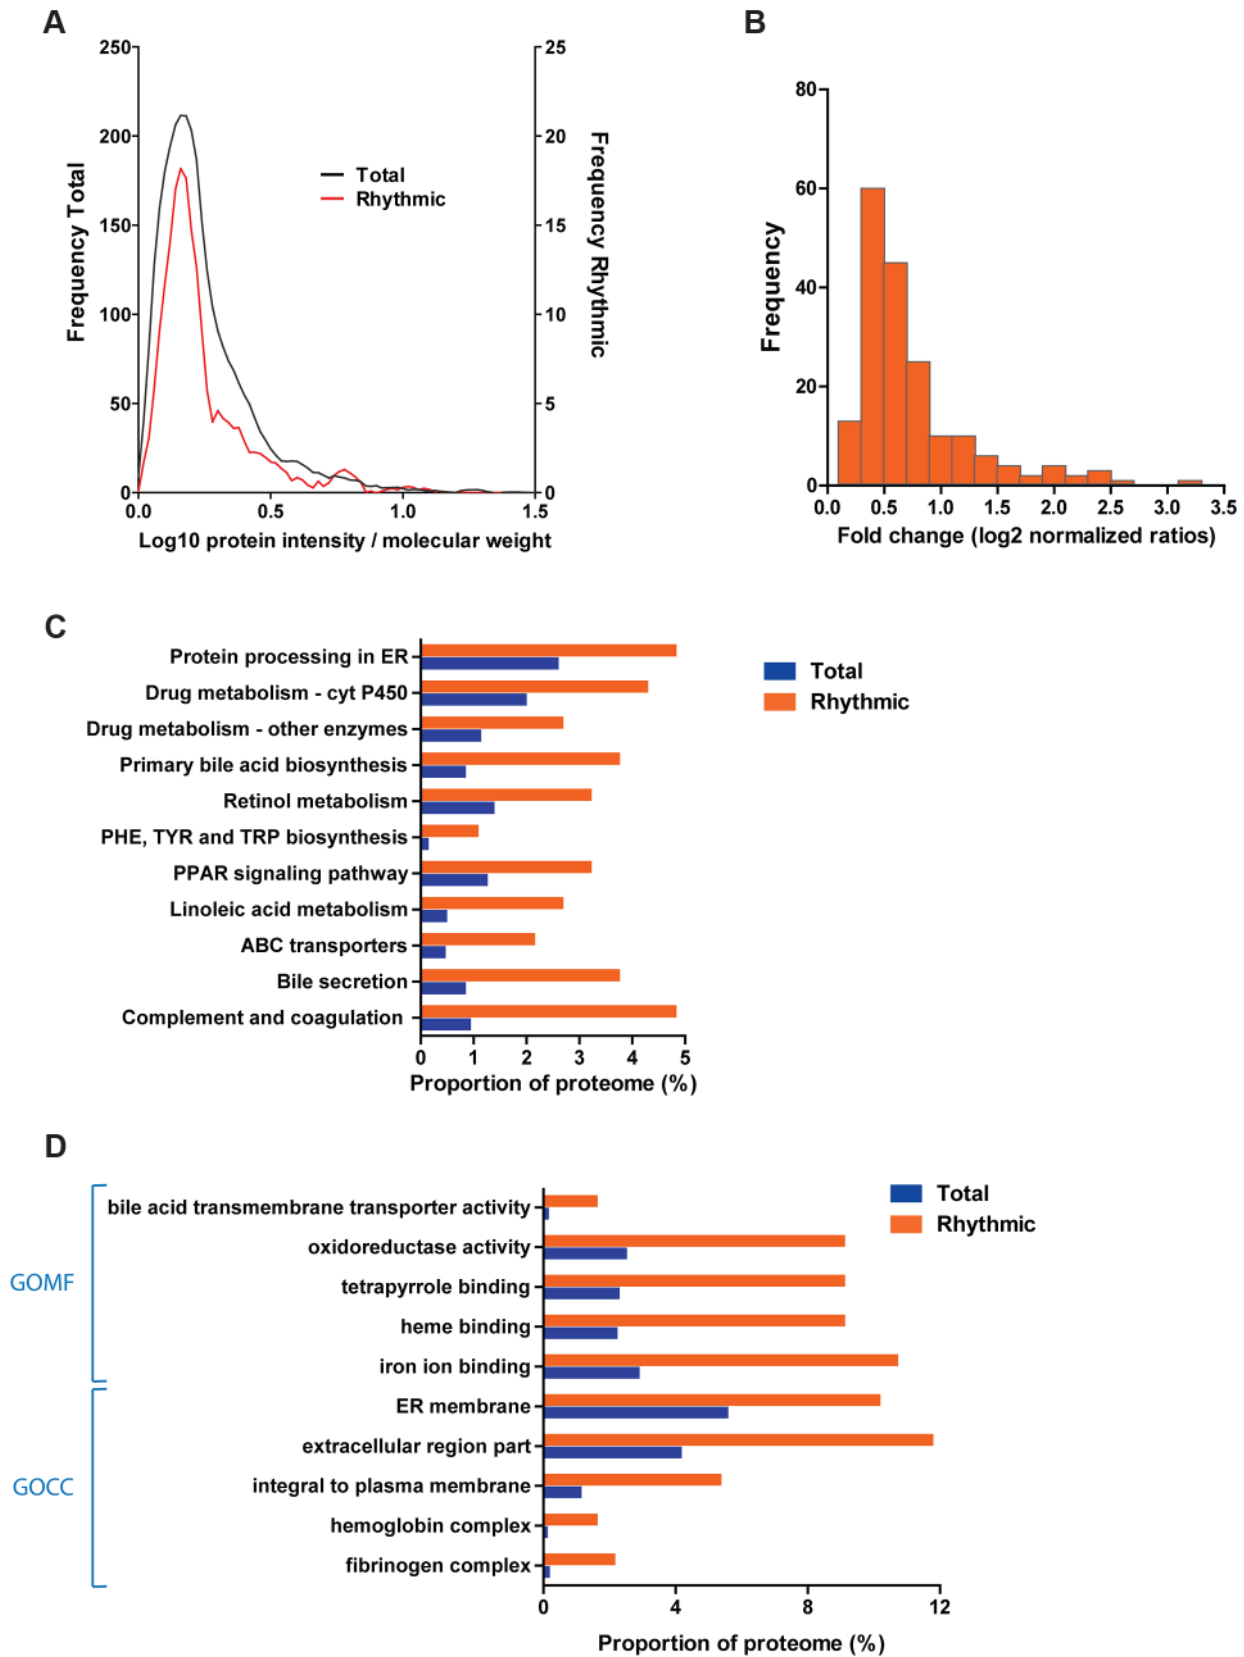 A
250
200
150
100
50
0
Frequency Total
25
20
15
10
5
0
Frequency Rhythmic
Total
Rhythmic
0.0 0.5 1.0 1.5
Log10 protein intensity / molecular weight
B
80
60
40
20
0
Frequency
0.0 0.5 1.0 1.5 2.0 2.5 3.0 3.5
Fold change (log2 normalized ratios)
C
Protein processing in ER
Drug metabolism - cyt P450
Drug metabolism - other enzymes
Primary bile acid biosynthesis
Retinol metabolism
PHE, TYR and TRP biosynthesis
PPAR signaling pathway
Linoleic acid metabolism
ABC transporters
Bile secretion
Complement and coagulation
0 1 2 3 4 5
Proportion of proteome (%)
Total
Rhythmic
D
GOMF
bile acid transmembrane transporter activity
oxidoreductase activity
tetrapyrrole binding
heme binding
iron ion binding
GOCC
ER membrane
extracellular region part
integral to plasma membrane
hemoglobin complex
fibrinogen complex
0 4 8 12
Proportion of proteome (%)
Total
Rhythmic